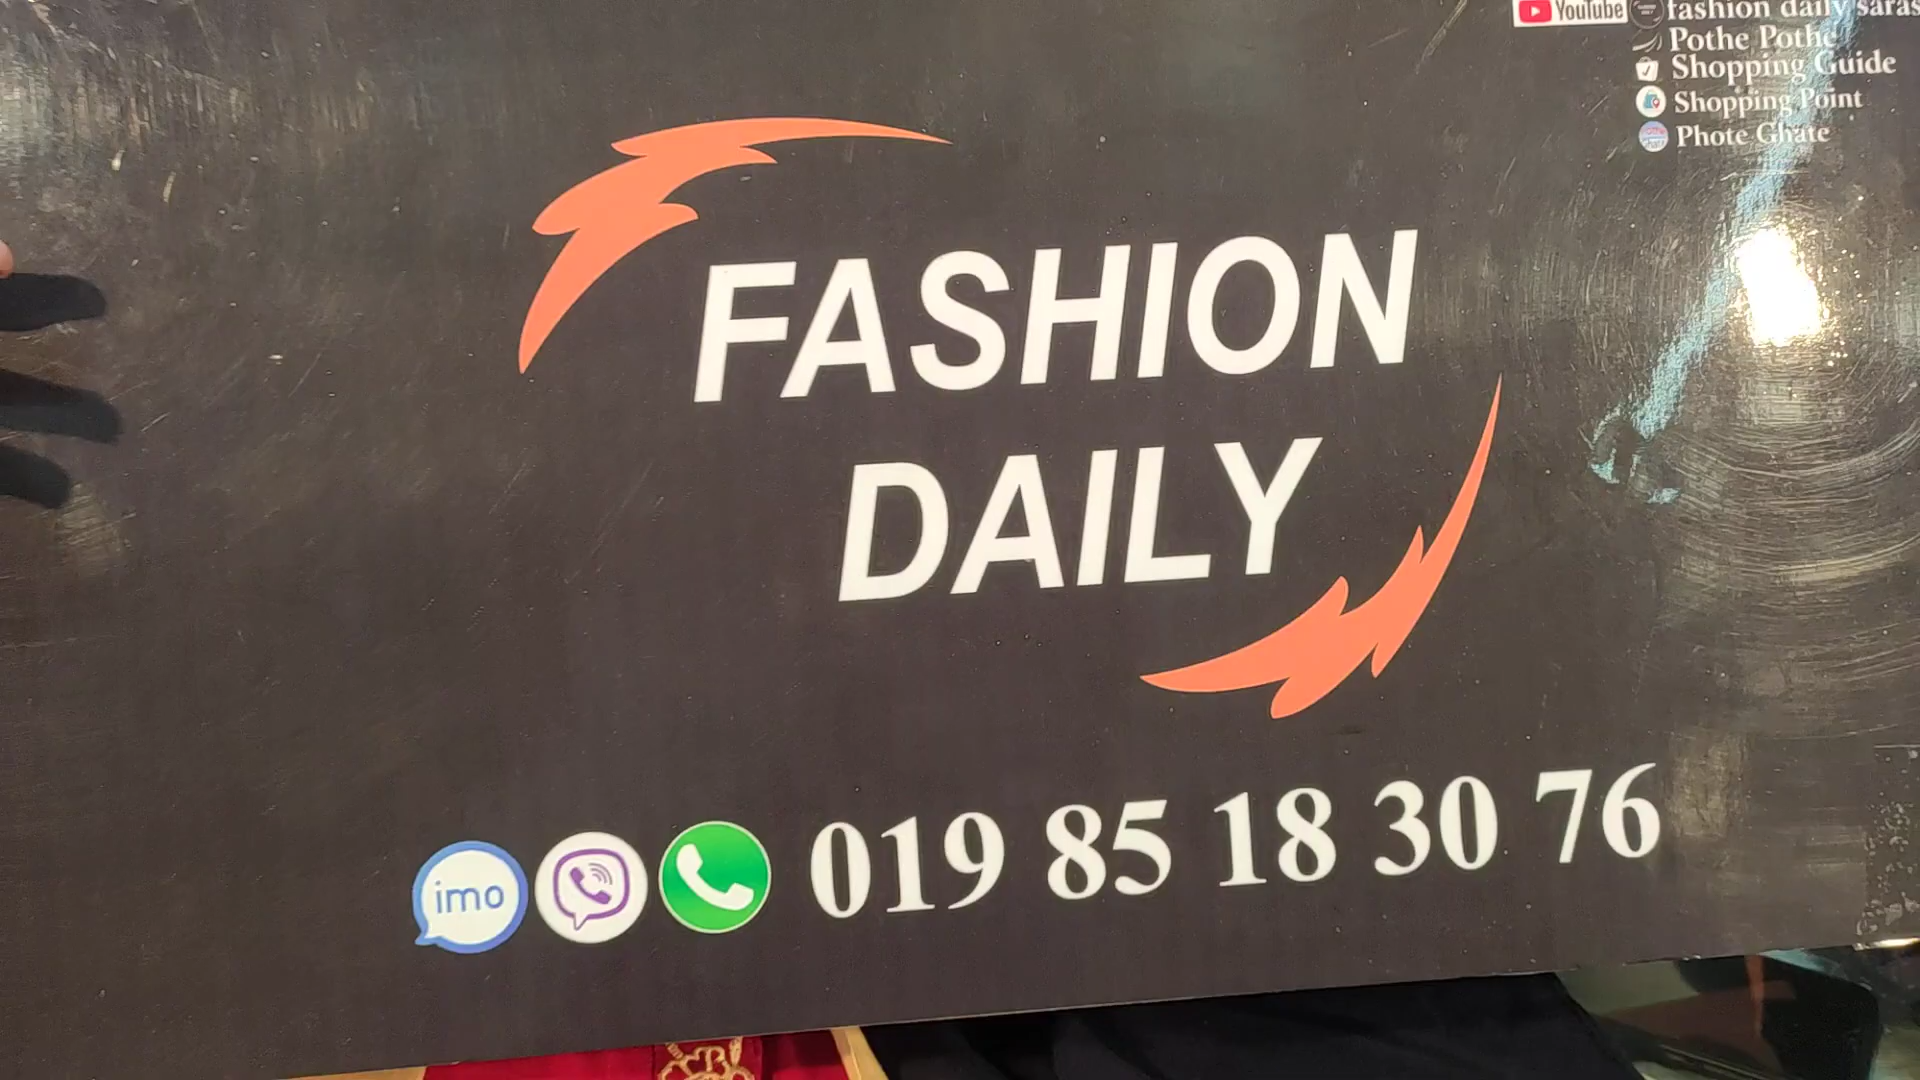 YouTube fashion daily saras
Pothe Pothe
Shopping Guide
Shopping Point
Phote Ghate
FASHION
DAILY
imo 019 85 18 30 76